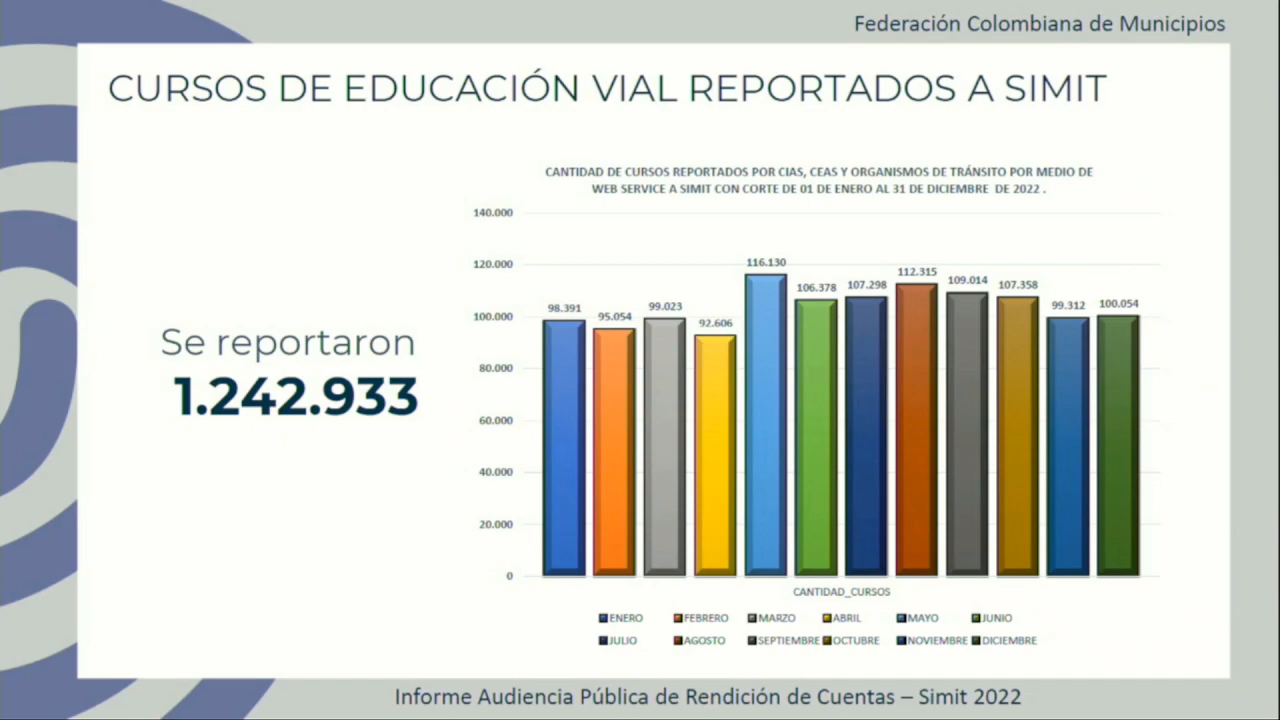 Federación Colombiana de Municipios
CURSOS DE EDUCACIÓN VIAL REPORTADOS A SIMIT
Se reportaron
1.242.933
CANTIDAD DE CURSOS REPORTADOS POR CIAS, CEAS Y ORGANISMOS DE TRÁNSITO POR MEDIO DE
WEB SERVICE A SIMIT CON CORTE DE 01 DE ENERO AL 31 DE DICIEMBRE DE 2022 .
140.000
120.000
100.000
80.000
60.000
40.000
20.000
0
98.391
95.054
99.023
92.606
116.130
106.378
107.298
112.315
109.014
107.358
99.312
100.054
CANTIDAD_CURSOS
ENERO FEBRERO MARZO ABRIL MAYO JUNIO
JULIO AGOSTO SEPTIEMBRE OCTUBRE NOVIEMBRE DICIEMBRE
Informe Audiencia Pública de Rendición de Cuentas – Simit 2022